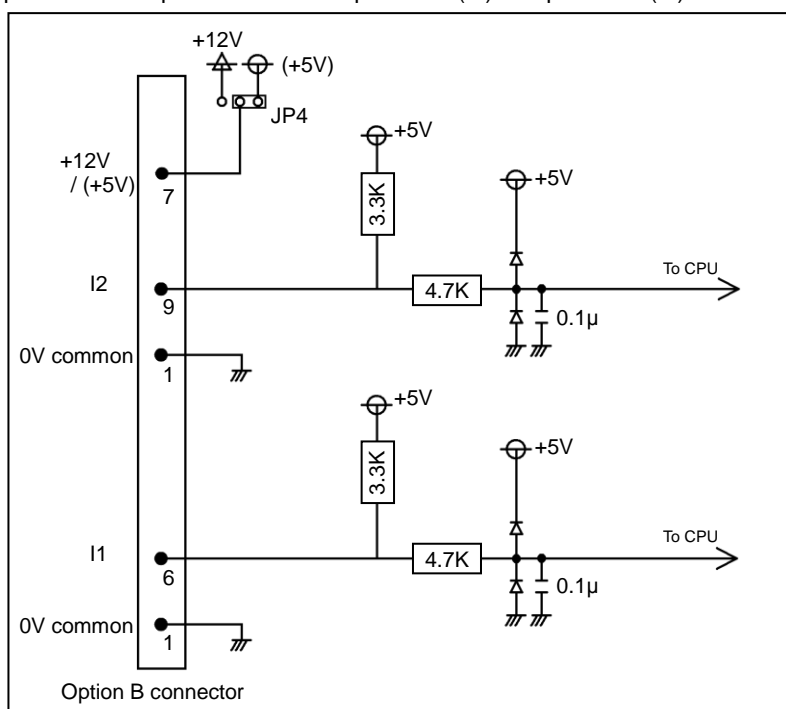 +12V
(+5V)
JP4
+12V
/ (+5V)
7
+5V
3.3K
+5V
I2
9
4.7K
To CPU
0.1µ
0V common
1
+5V
3.3K
+5V
I1
6
4.7K
To CPU
0.1µ
0V common
1
Option B connector